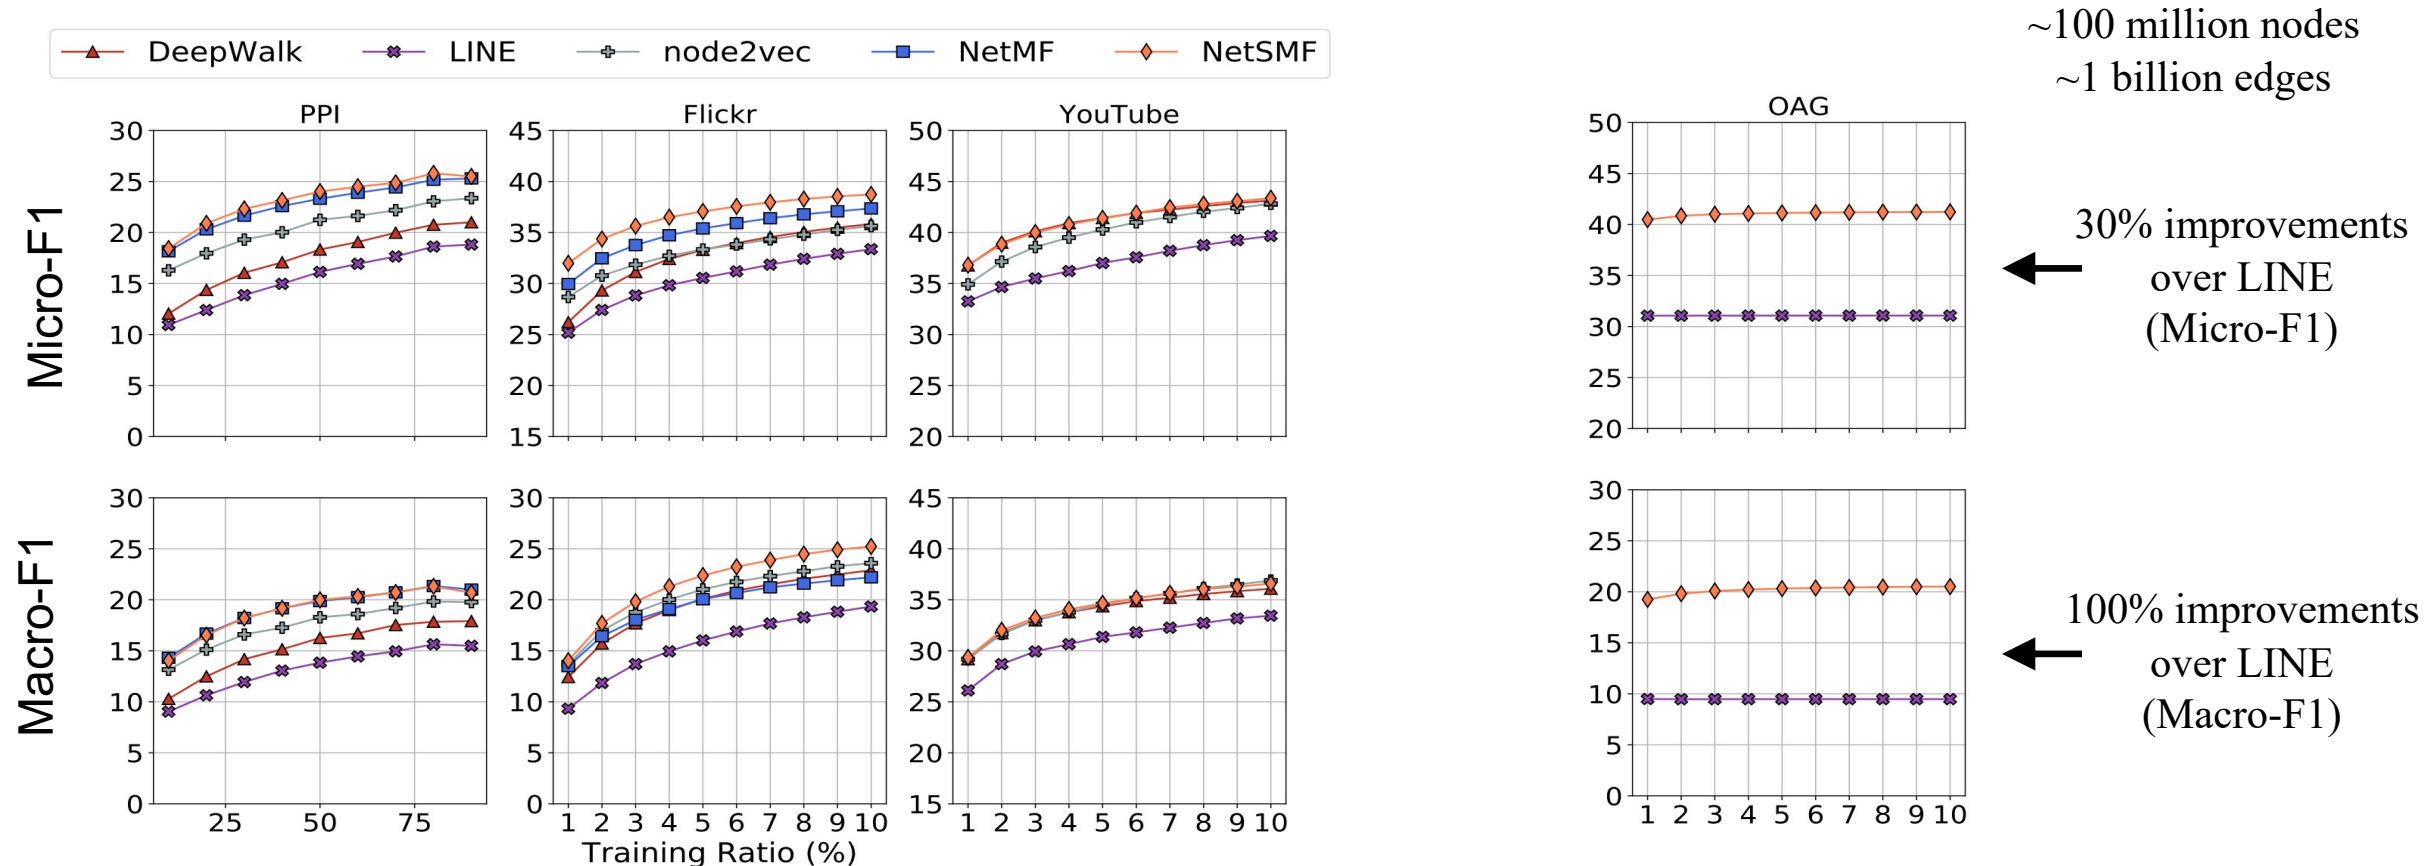 DeepWalk LINE node2vec NetMF NetSMF
~100 million nodes
~1 billion edges
PPI
30
25
20
15
10
5
0
Flickr
45
40
35
30
25
20
15
YouTube
50
45
40
35
30
25
20
OAG
50
45
40
35
30
25
20
Micro-F1
30% improvements
over LINE
(Micro-F1)
30
25
20
15
10
5
0
25 50 75
30
25
20
15
10
5
0
1 2 3 4 5 6 7 8 9 10
Training Ratio (%)
45
40
35
30
25
20
15
1 2 3 4 5 6 7 8 9 10
30
25
20
15
10
5
0
1 2 3 4 5 6 7 8 9 10
Macro-F1
100% improvements
over LINE
(Macro-F1)